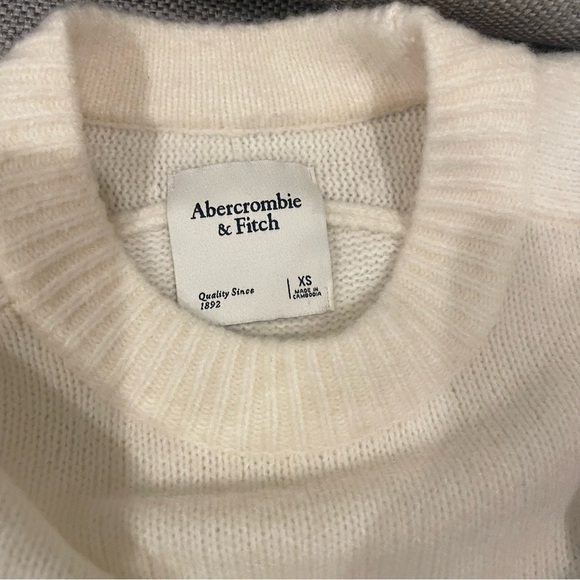 Abercrombie
& Fitch
Quality Since
1892
XS
MADE IN
CAMBODIA